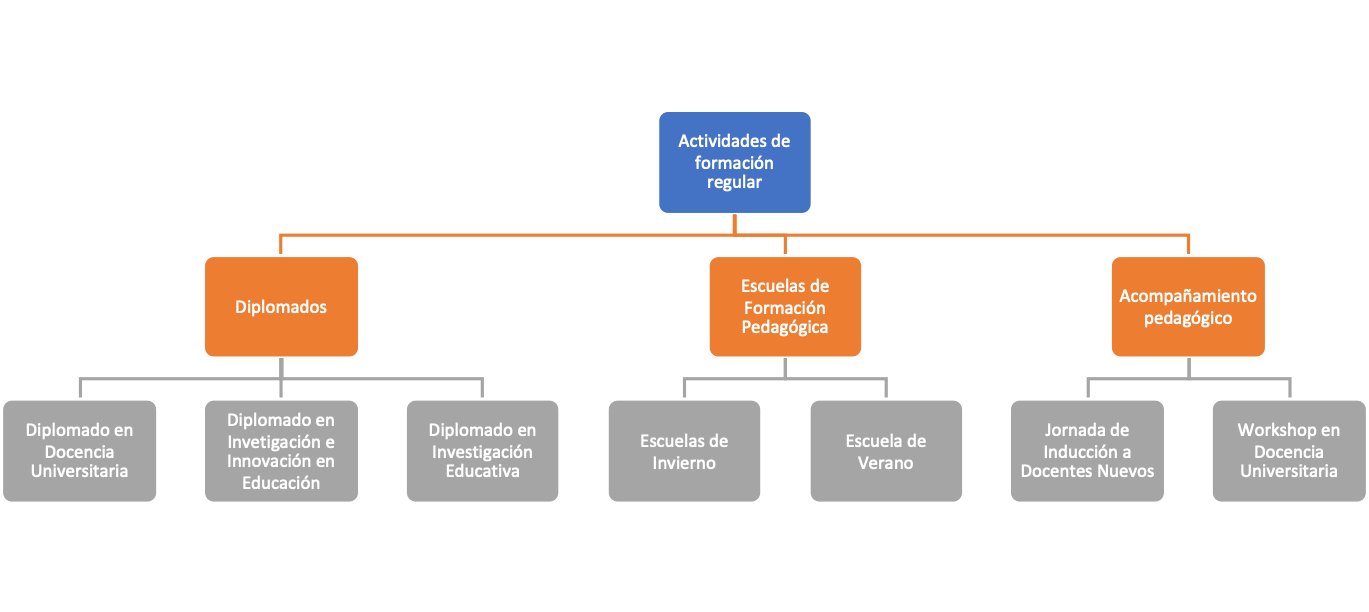 Actividades de
formación
regular
Diplomados
Escuelas de
Formación
Pedagógica
Acompañamiento
pedagógico
Diplomado en
Docencia
Universitaria
Diplomado en
Invetigación e
Innovación en
Educación
Diplomado en
Investigación
Educativa
Escuelas de
Invierno
Escuela de
Verano
Jornada de
Inducción a
Docentes Nuevos
Workshop en
Docencia
Universitaria